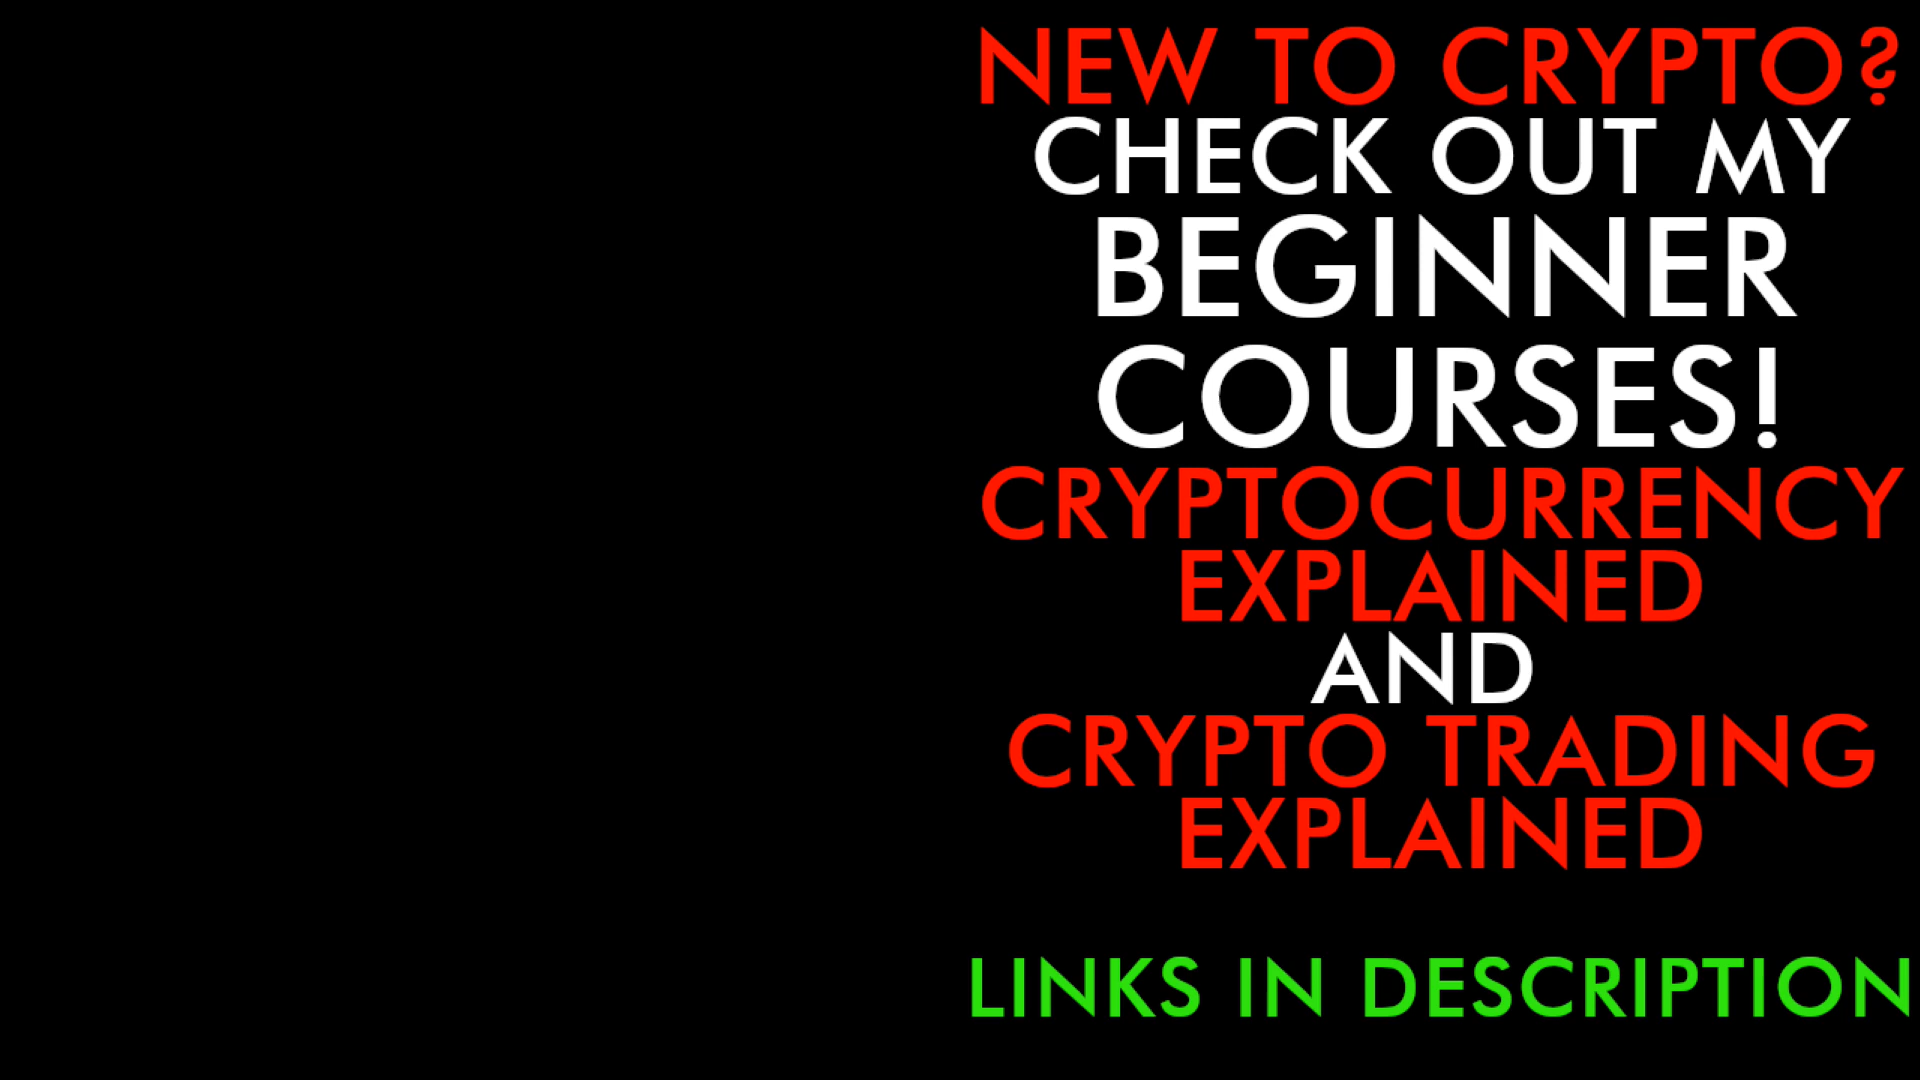 NEW TO CRYPTO?
CHECK OUT MY
BEGINNER
COURSES!
CRYPTOCURRENCY
EXPLAINED
AND
CRYPTO TRADING
EXPLAINED
LINKS IN DESCRIPTION